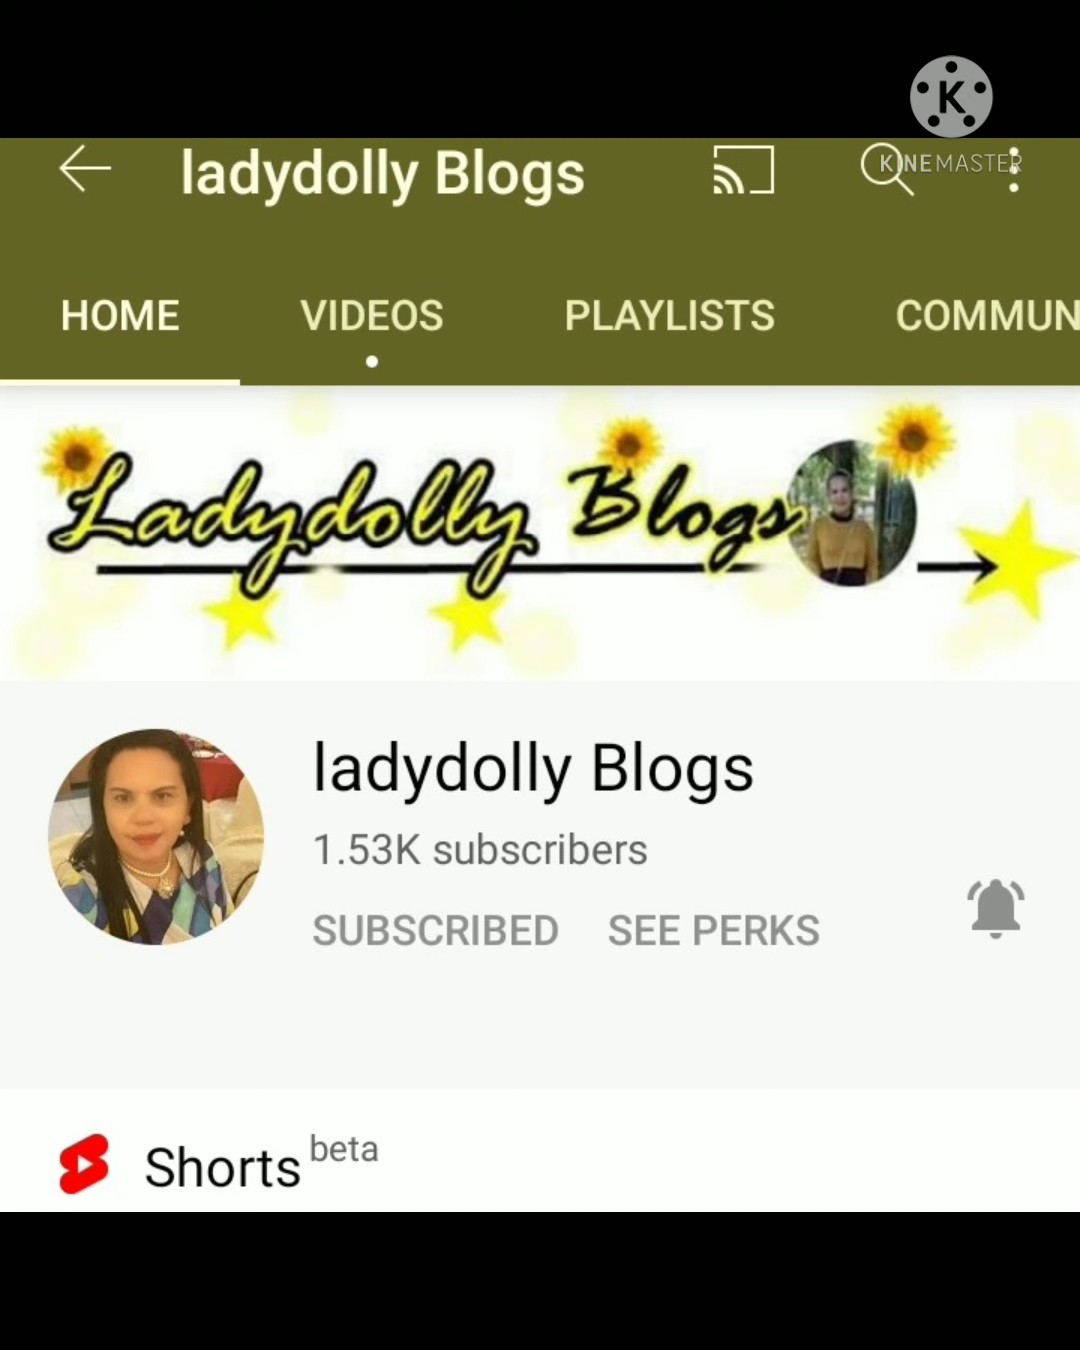 K
KINEMASTER
ladydolly Blogs
HOME VIDEOS PLAYLISTS COMMUN
Ladydolly Blogs
ladydolly Blogs
1.53K subscribers
SUBSCRIBED SEE PERKS
Shorts beta